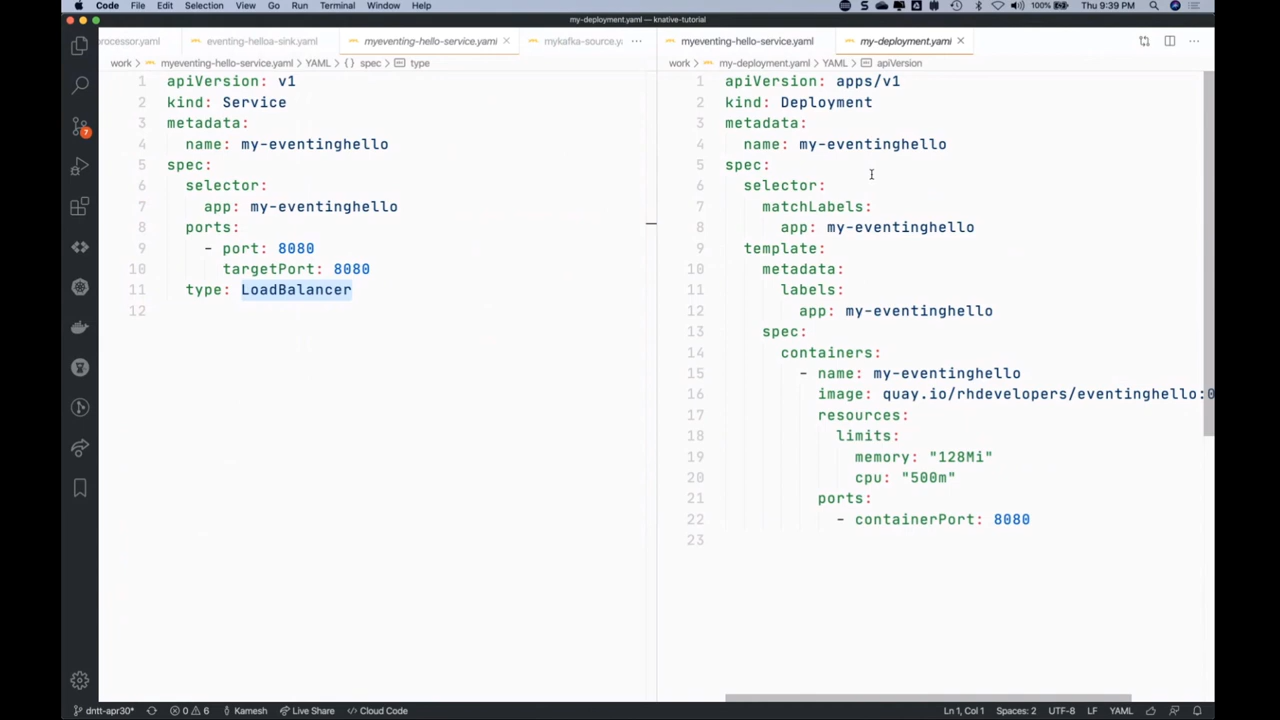 Code File Edit Selection View Go Run Terminal Window Help 100% Thu 9:39 PM
my-deployment.yaml — knative-tutorial
rocessor.yaml eventing-helloa-sink.yaml myeventing-hello-service.yaml mykafka-source.y
work > myeventing-hello-service.yaml > YAML > {} spec > type
1 apiVersion: v1
2 kind: Service
3 metadata:
4 name: my-eventinghello
5 spec:
6 selector:
7 app: my-eventinghello
8 ports:
9 - port: 8080
10 targetPort: 8080
11 type: LoadBalancer
12
myeventing-hello-service.yaml my-deployment.yaml
work > my-deployment.yaml > YAML > apiVersion
1 apiVersion: apps/v1
2 kind: Deployment
3 metadata:
4 name: my-eventinghello
5 spec:
6 selector:
7 matchLabels:
8 app: my-eventinghello
9 template:
10 metadata:
11 labels:
12 app: my-eventinghello
13 spec:
14 containers:
15 - name: my-eventinghello
16 image: quay.io/rhdevelopers/eventinghello:0
17 resources:
18 limits:
19 memory: "128Mi"
20 cpu: "500m"
21 ports:
22 - containerPort: 8080
23
7
dntt-apr30* 0 6 Kamesh Live Share Cloud Code Ln 1, Col 1 Spaces: 2 UTF-8 LF YAML